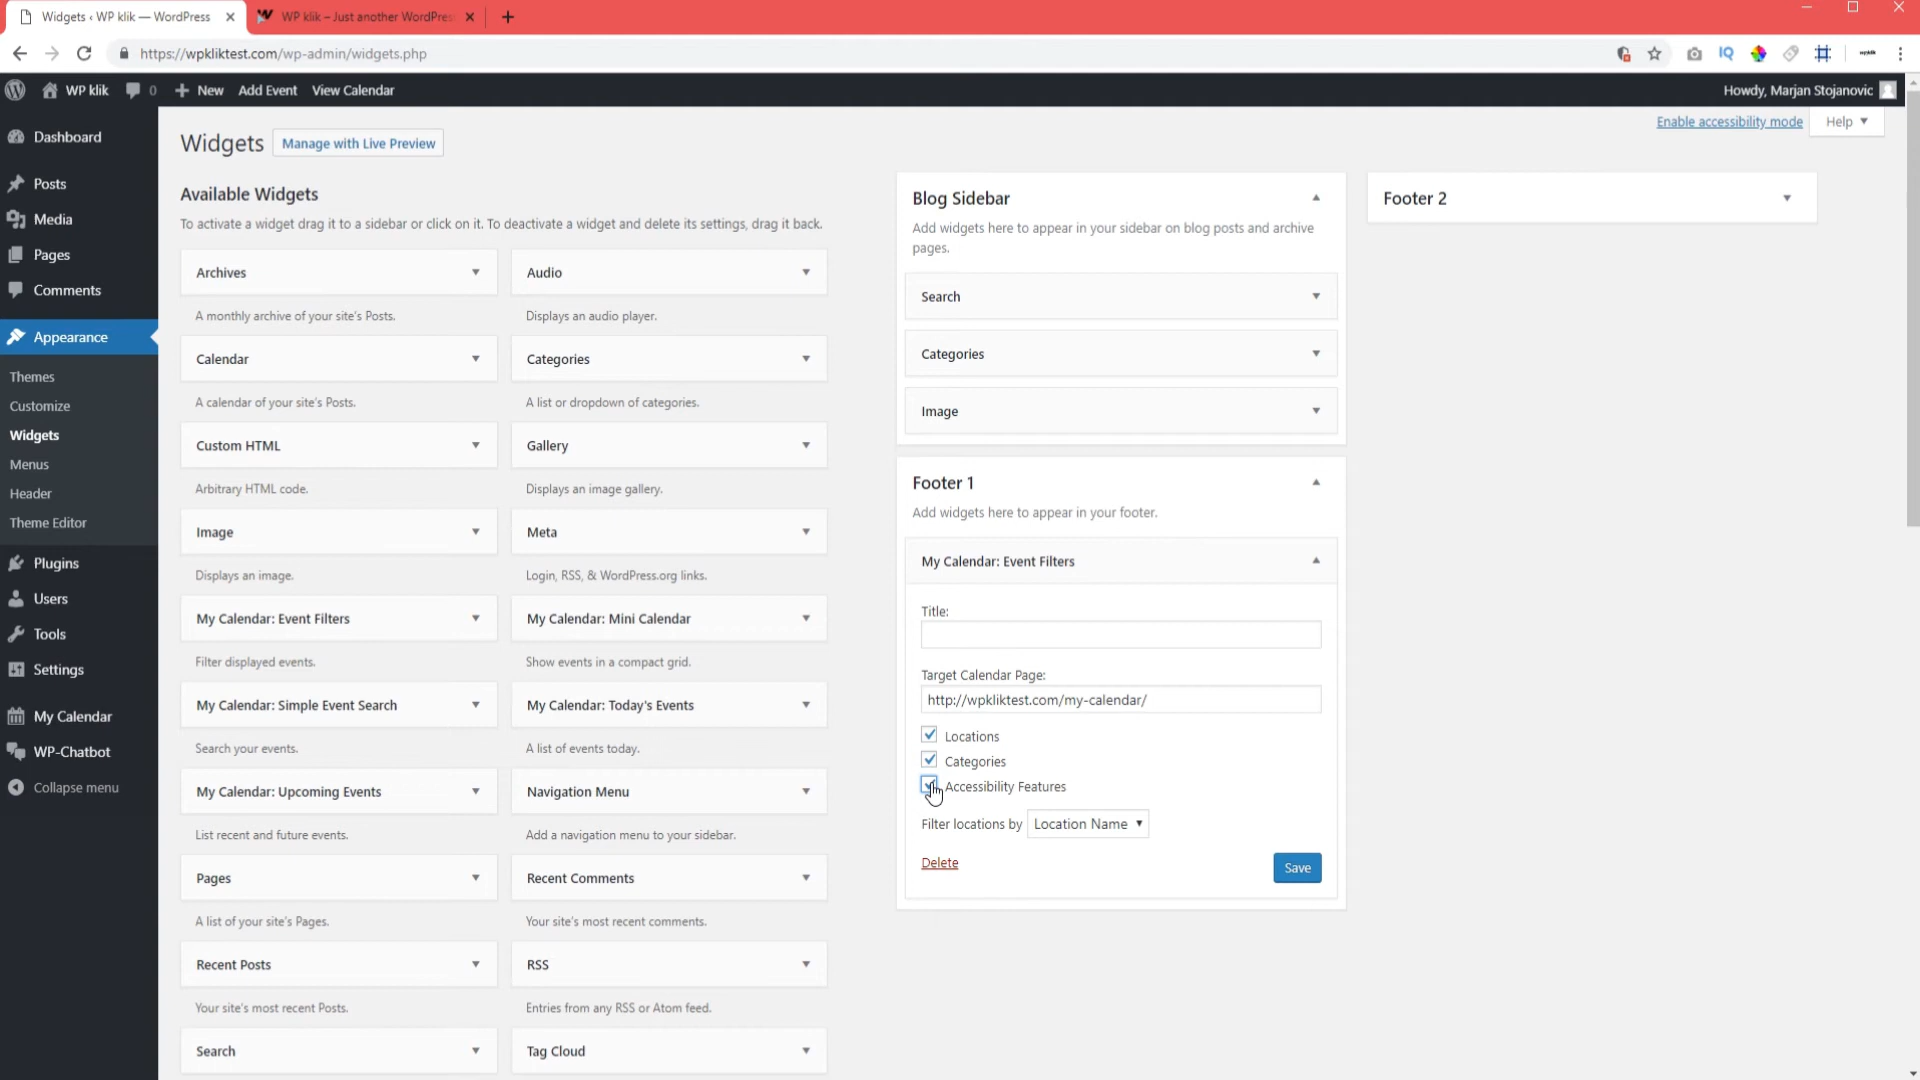 Widgets ‹ WP klik — WordPress
WP klik – Just another WordPres
https://wpkliktest.com/wp-admin/widgets.php
WP klik
0
New
Add Event
View Calendar
Howdy, Marjan Stojanovic
Dashboard
Posts
Media
Pages
Comments
Appearance
Themes
Customize
Widgets
Menus
Header
Theme Editor
Plugins
Users
Tools
Settings
My Calendar
WP-Chatbot
Collapse menu
Widgets
Manage with Live Preview
Enable accessibility mode
Help
Available Widgets
To activate a widget drag it to a sidebar or click on it. To deactivate a widget and delete its settings, drag it back.
Archives
A monthly archive of your site's Posts.
Audio
Displays an audio player.
Calendar
A calendar of your site's Posts.
Categories
A list or dropdown of categories.
Custom HTML
Arbitrary HTML code.
Gallery
Displays an image gallery.
Image
Displays an image.
Meta
Login, RSS, & WordPress.org links.
My Calendar: Event Filters
Filter displayed events.
My Calendar: Mini Calendar
Show events in a compact grid.
My Calendar: Simple Event Search
Search your events.
My Calendar: Today's Events
A list of events today.
My Calendar: Upcoming Events
List recent and future events.
Navigation Menu
Add a navigation menu to your sidebar.
Pages
A list of your site's Pages.
Recent Comments
Your site's most recent comments.
Recent Posts
Your site's most recent Posts.
RSS
Entries from any RSS or Atom feed.
Search
Tag Cloud
Blog Sidebar
Add widgets here to appear in your sidebar on blog posts and archive
pages.
Search
Categories
Image
Footer 1
Add widgets here to appear in your footer.
My Calendar: Event Filters
Title:
Target Calendar Page:
http://wpkliktest.com/my-calendar/
Locations
Categories
Accessibility Features
Filter locations by Location Name
Delete
Save
Footer 2